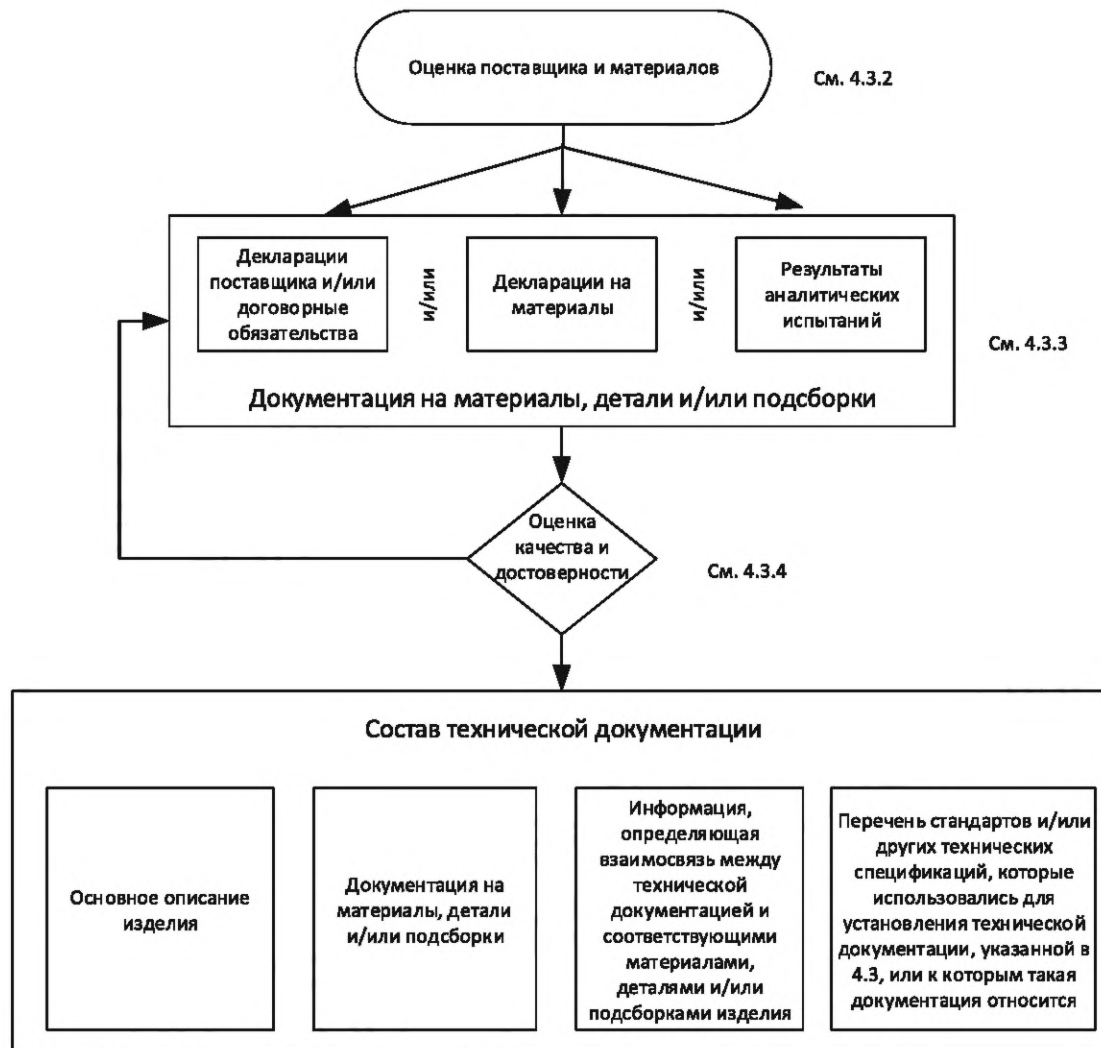 Оценка поставщика и материалов
См. 4.3.2
Декларации
поставщика и/или
договорные
обязательства
и/или
Декларации на
материалы
и/или
Результаты
аналитических
испытаний
См. 4.3.3
Документация на материалы, детали и/или подсборки
Оценка
качества и
достоверности
См. 4.3.4
Состав технической документации
Основное описание
изделия
Документация на
материалы, детали
и/или подсборки
Информация,
определяющая
взаимосвязь между
технической
документацией и
соответствующими
материалами,
деталями и/или
подсборками изделия
Перечень стандартов и/или
других технических
спецификаций, которые
использовались для
установления технической
документации, указанной в
4.3, или к которым такая
документация относится